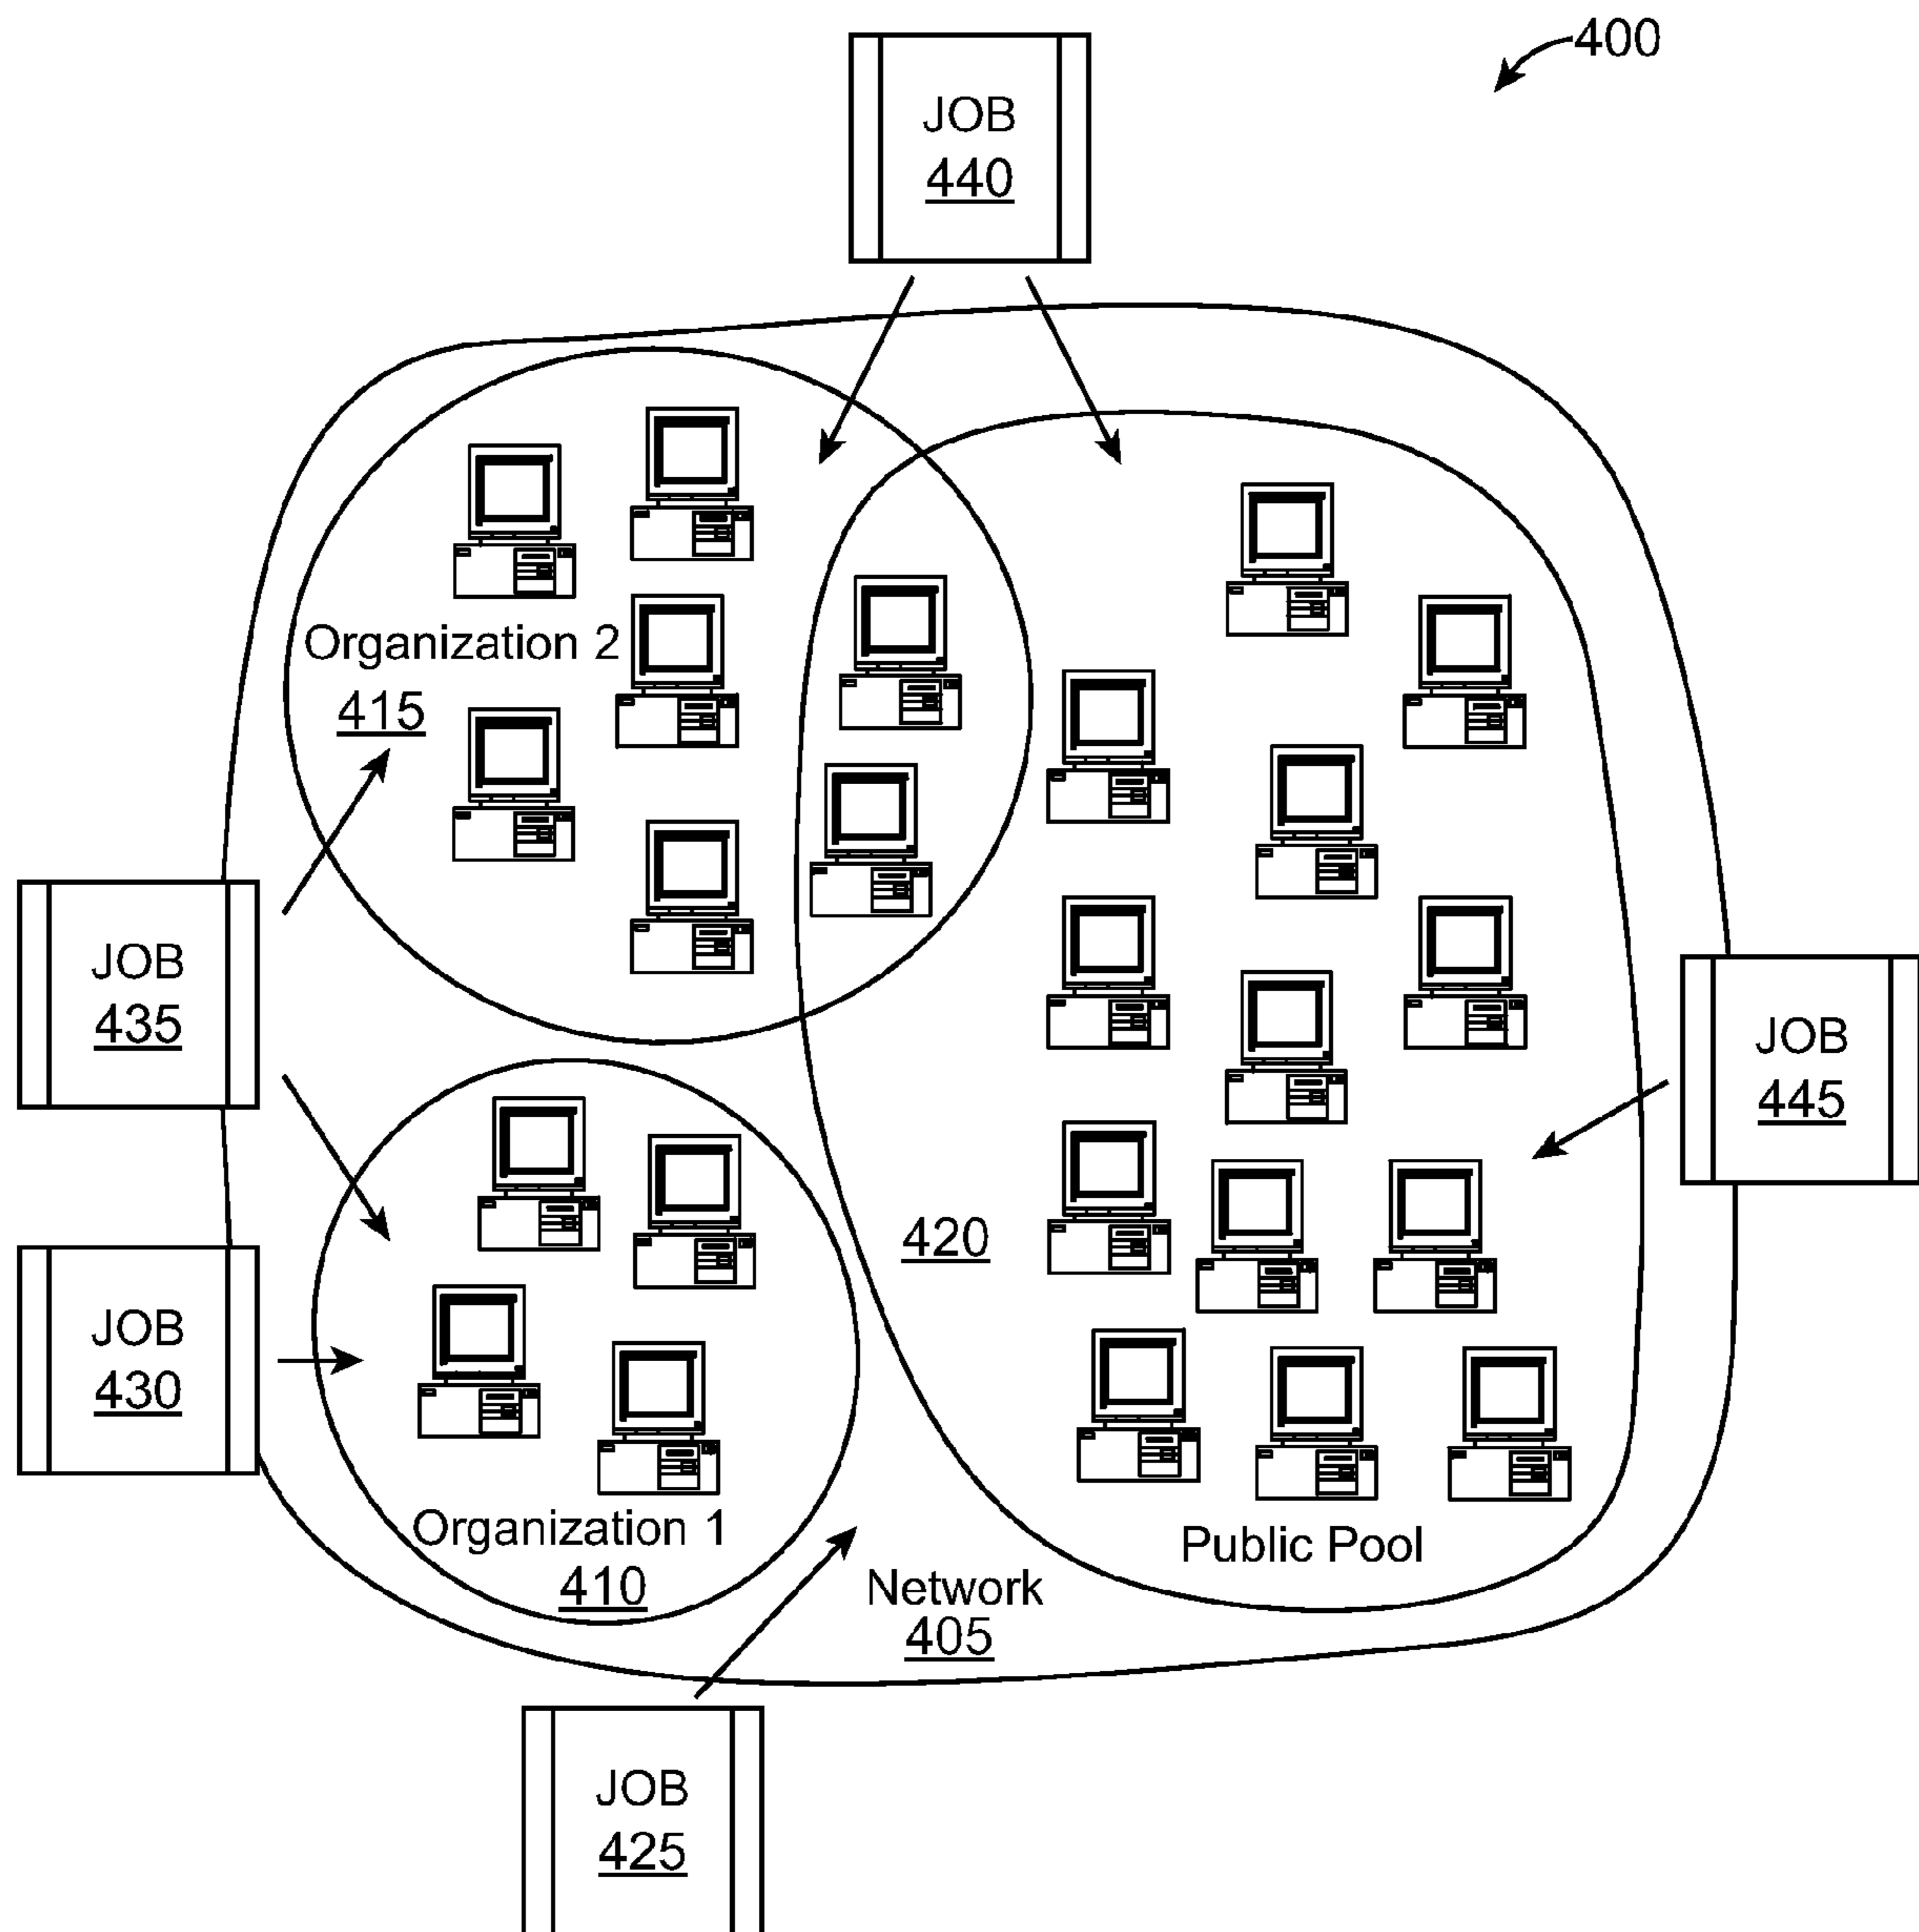 400
JOB
440
Organization 2
415
JOB
435
JOB
445
420
JOB
430
Organization 1
410
Public Pool
Network
405
JOB
425